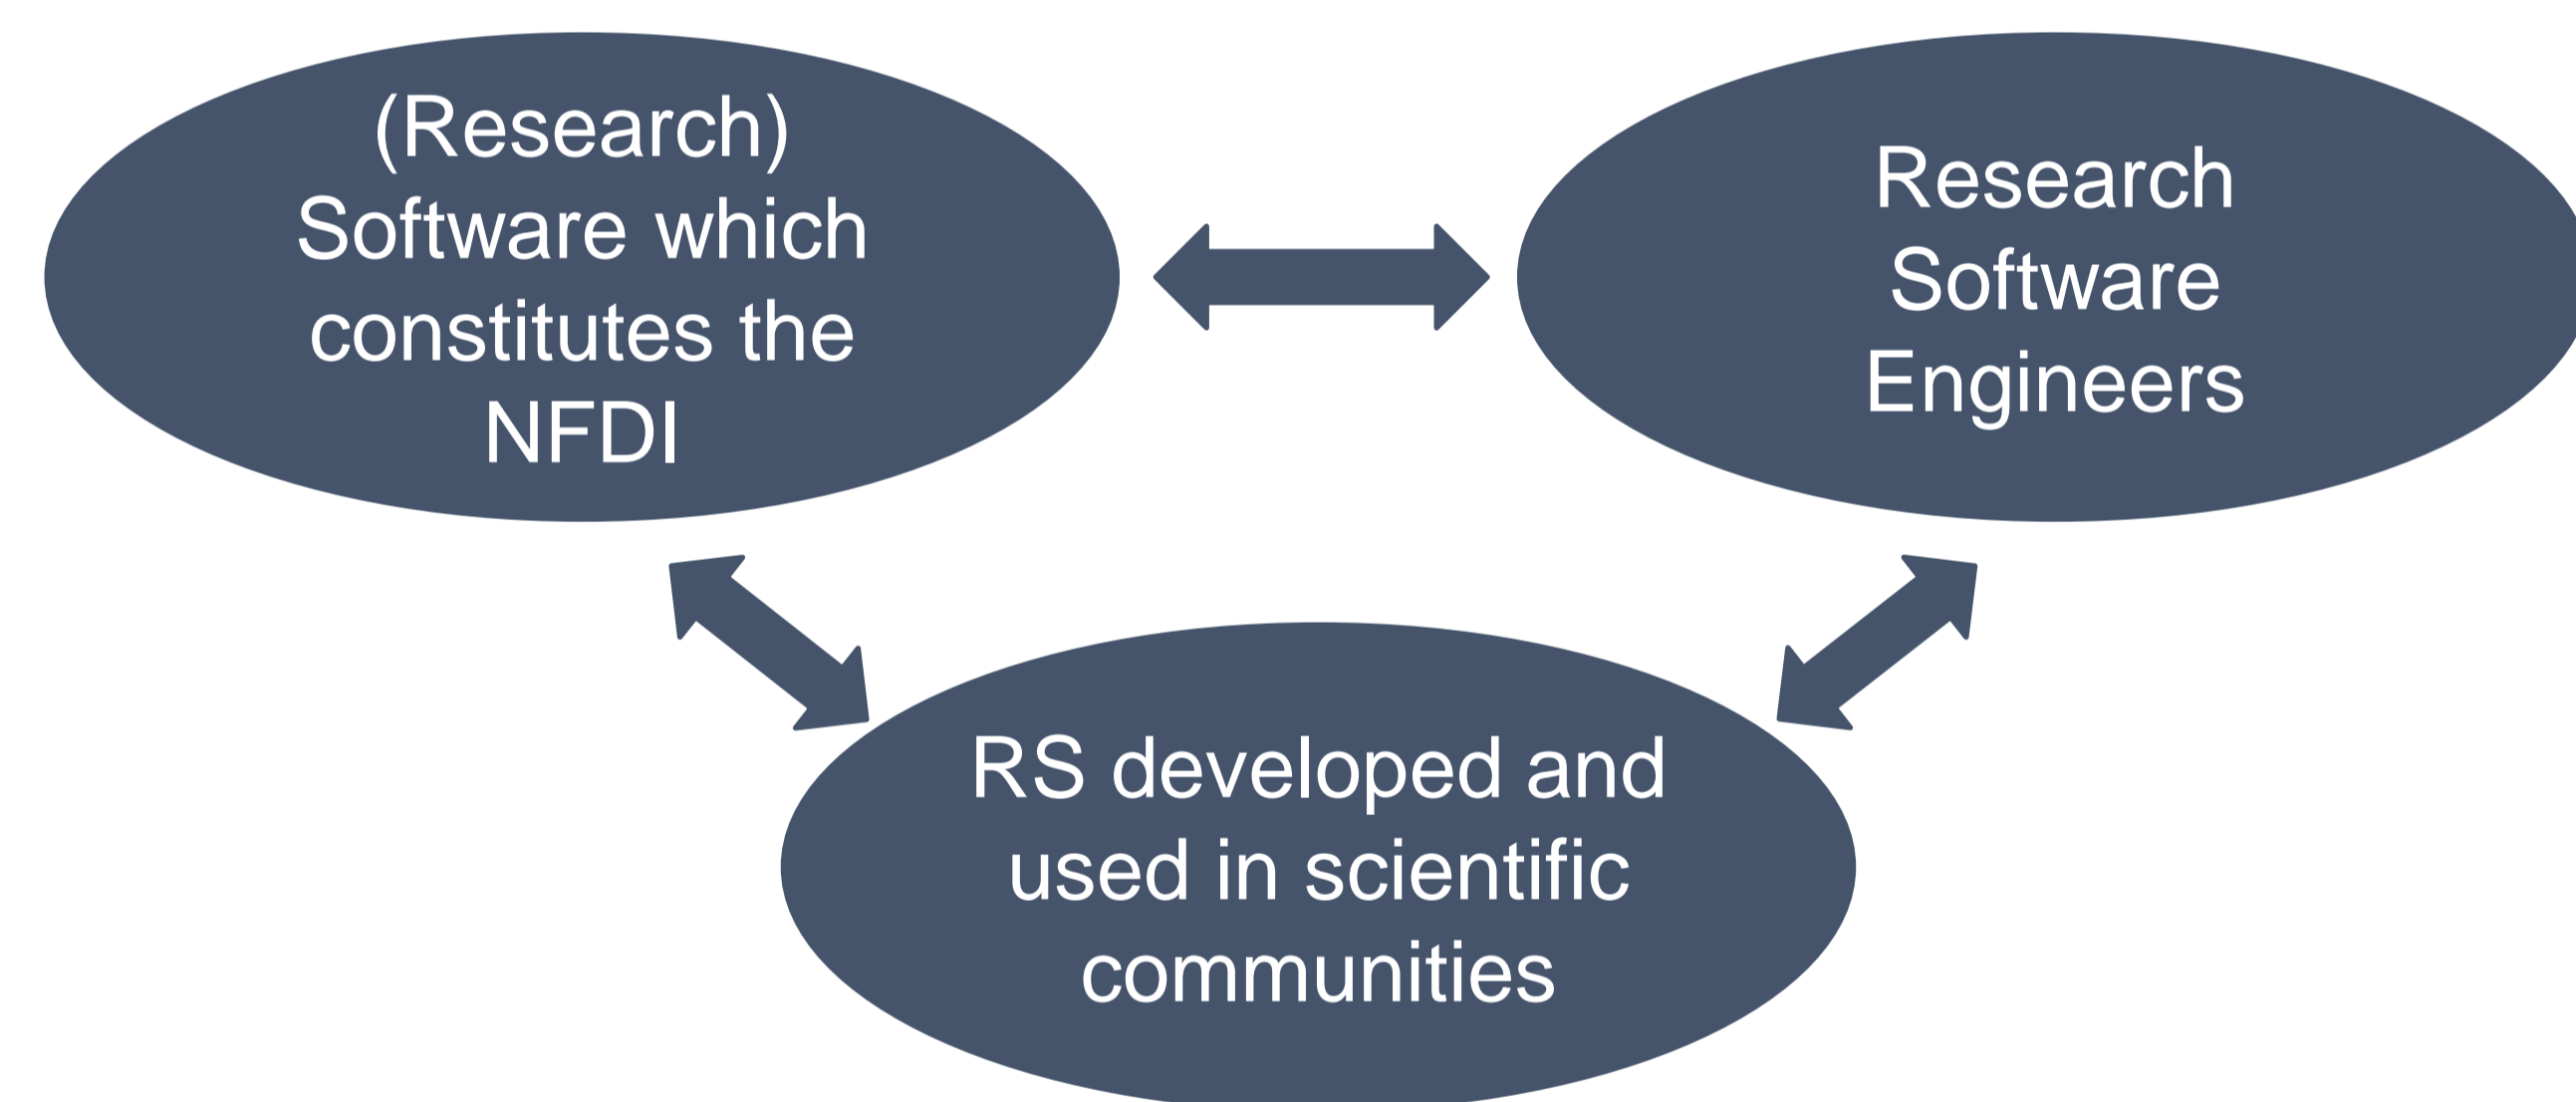 (Research)
Software which
constitutes the
NFDI
Research
Software
Engineers
RS developed and
used in scientific
communities